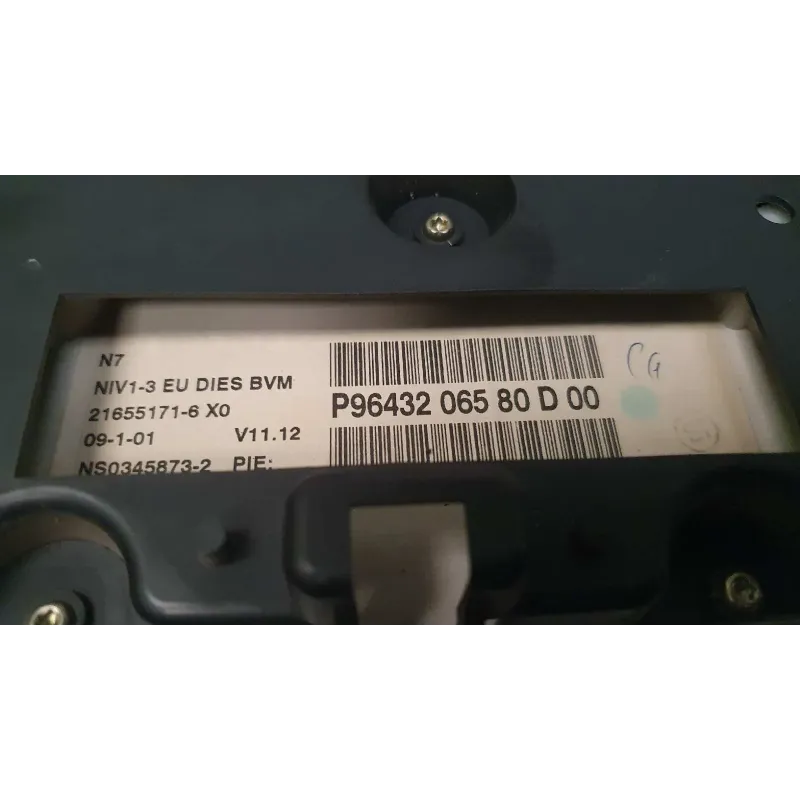 N7
NIV1-3 EU DIES BVM
21655171-6 X0
09-1-01 V11.12
NS0345873-2 PIE:
P96432 065 80 D 00
CG